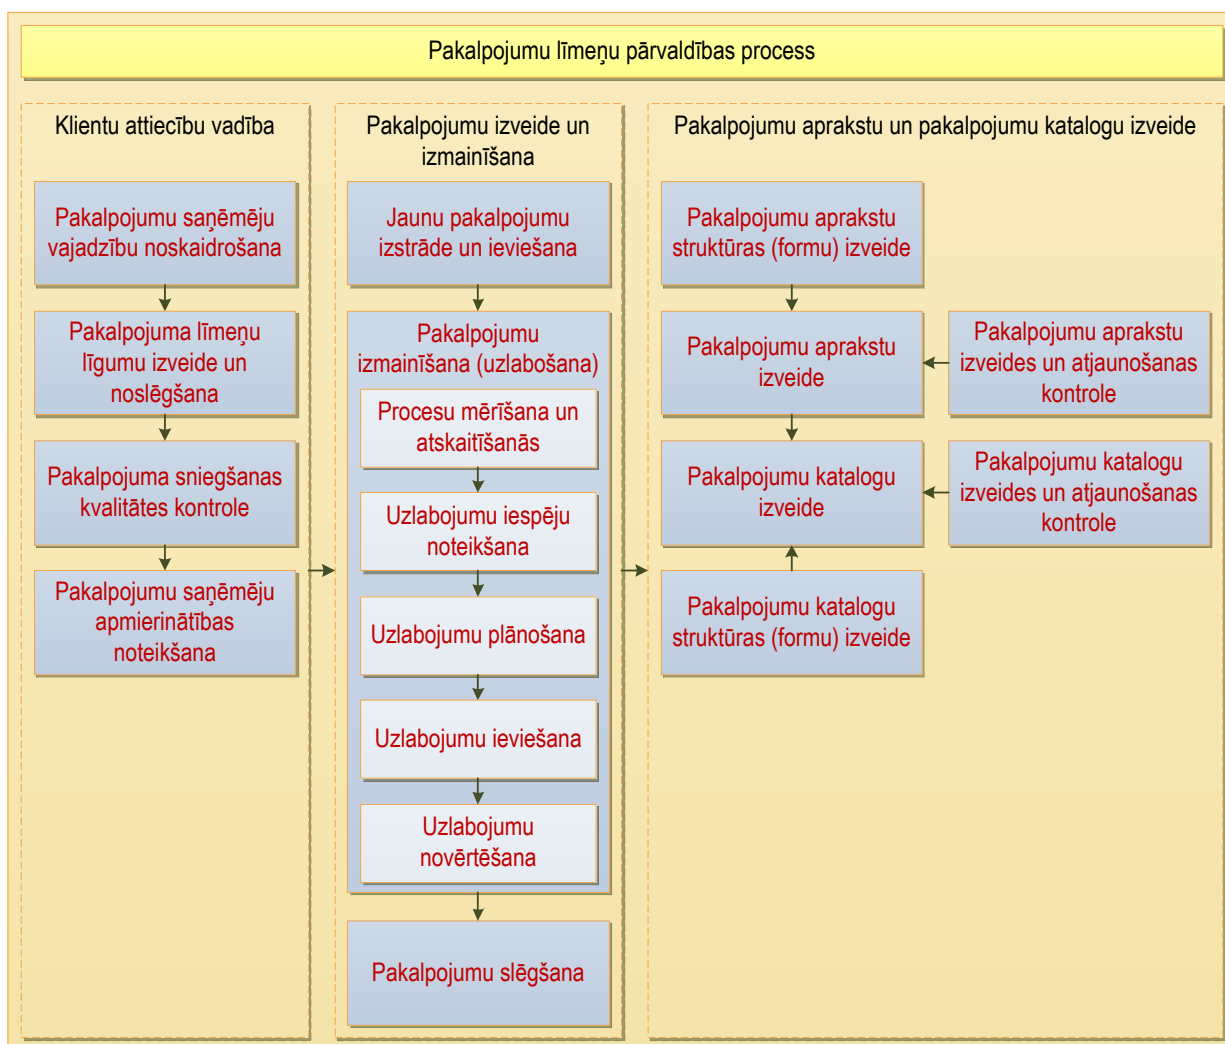 Pakalpojumu līmeņu pārvaldības process
Klientu attiecību vadība
Pakalpojumu saņēmēju
vajadzību noskaidrošana
Pakalpojuma līmeņu
līgumu izveide un
noslēgšana
Pakalpojuma sniegšanas
kvalitātes kontrole
Pakalpojumu saņēmēju
apmierinātības
noteikšana
Pakalpojumu izveide un
izmainīšana
Jaunu pakalpojumu
izstrāde un ieviešana
Pakalpojumu
izmainīšana (uzlabošana)
Procesu mērīšana un
atskaitīšanās
Uzlabojumu iespēju
noteikšana
Uzlabojumu plānošana
Uzlabojumu ieviešana
Uzlabojumu
novērtēšana
Pakalpojumu slēgšana
Pakalpojumu aprakstu un pakalpojumu katalogu izveide
Pakalpojumu aprakstu
struktūras (formu) izveide
Pakalpojumu aprakstu
izveide
Pakalpojumu aprakstu
izveides un atjaunošanas
kontrole
Pakalpojumu katalogu
izveide
Pakalpojumu katalogu
izveides un atjaunošanas
kontrole
Pakalpojumu katalogu
struktūras (formu) izveide